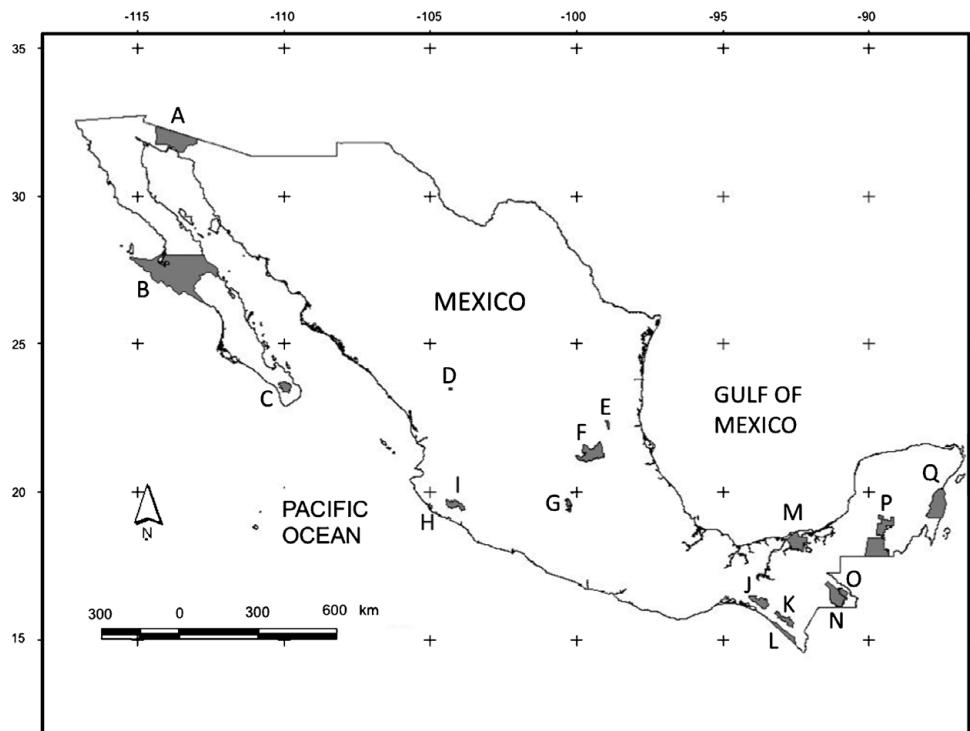 -115 -110 -105 -100 -95 -90
35
A
30
B
MEXICO
25
D
C
E
GULF OF
MEXICO
F
I
Q
20
G
P
PACIFIC
OCEAN
H
M
N
J
O
K
300 0 300 600 km
N
L
15